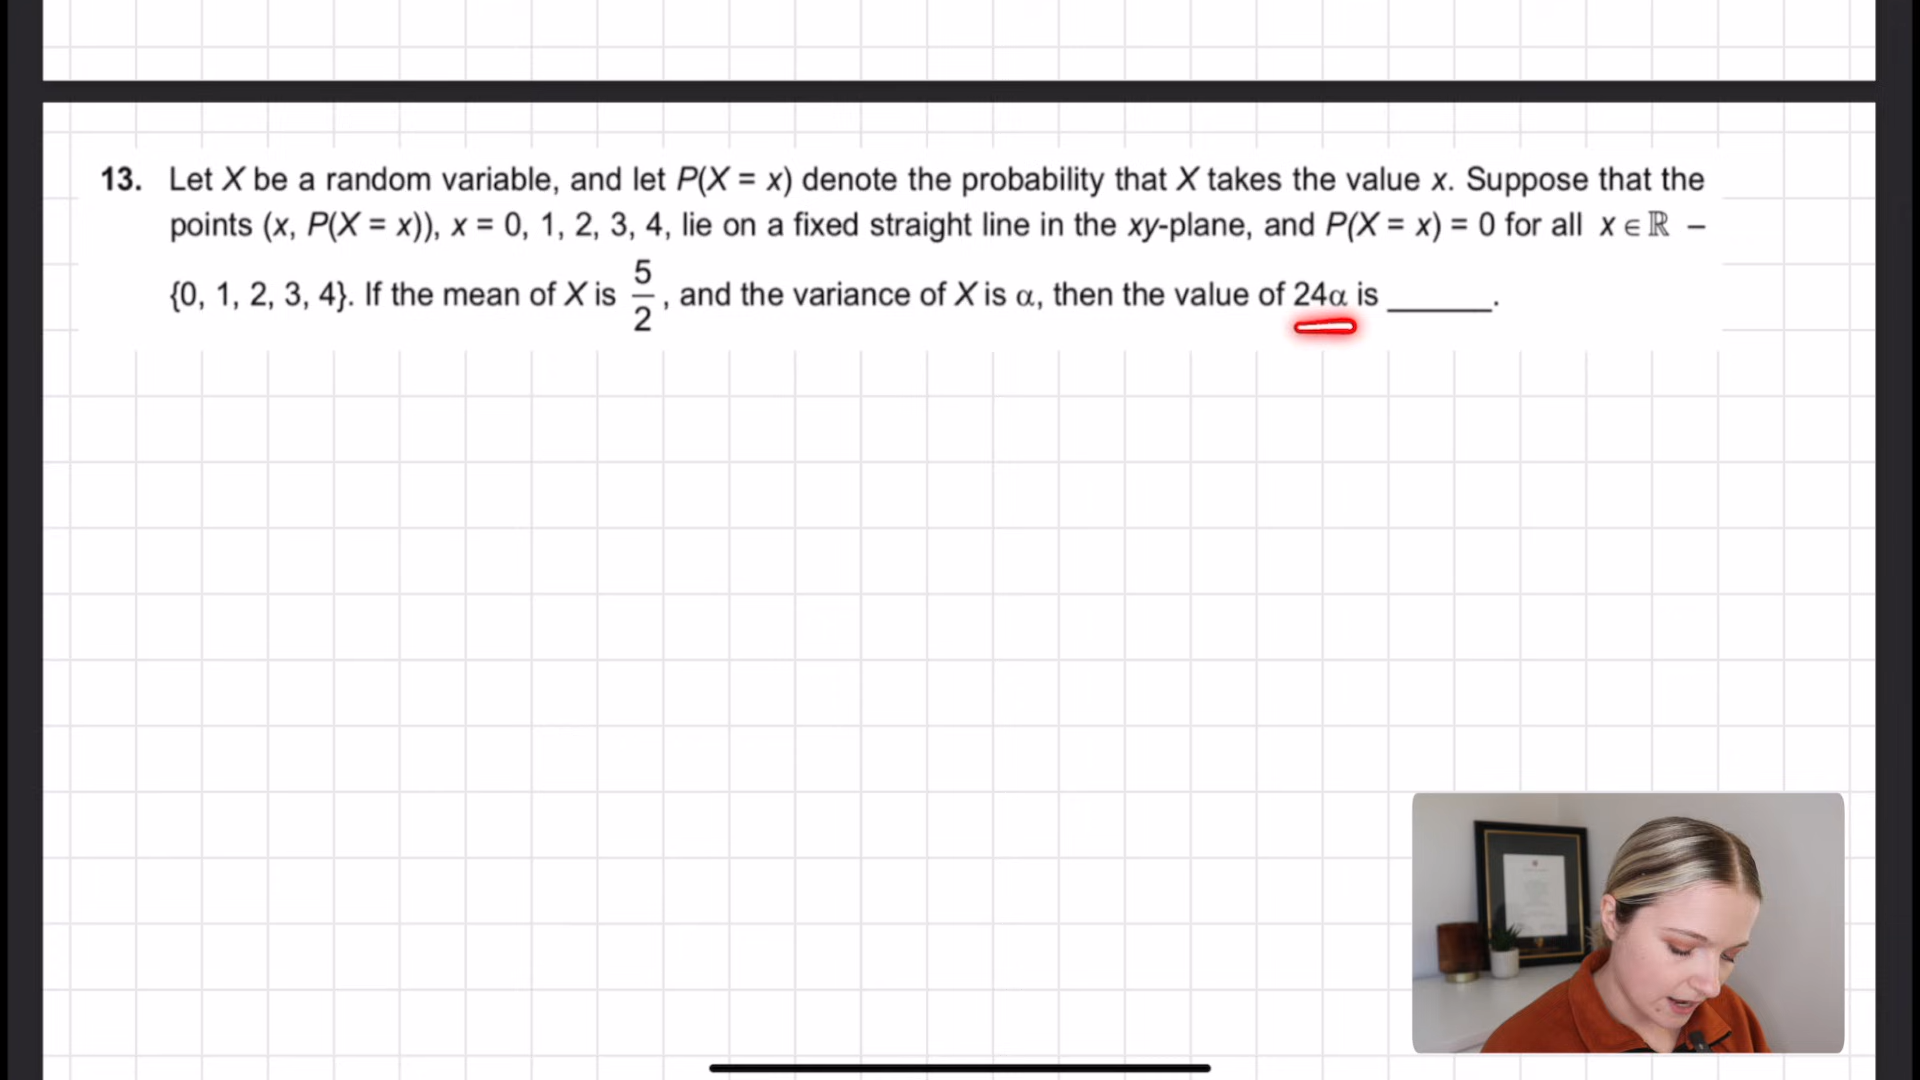 13. Let X be a random variable, and let P(X = x) denote the probability that X takes the value x. Suppose that the
points (x, P(X = x)), x = 0, 1, 2, 3, 4, lie on a fixed straight line in the xy-plane, and P(X = x) = 0 for all x ∈ ℝ –
{0, 1, 2, 3, 4}. If the mean of X is 5/2, and the variance of X is α, then the value of 24α is ______.